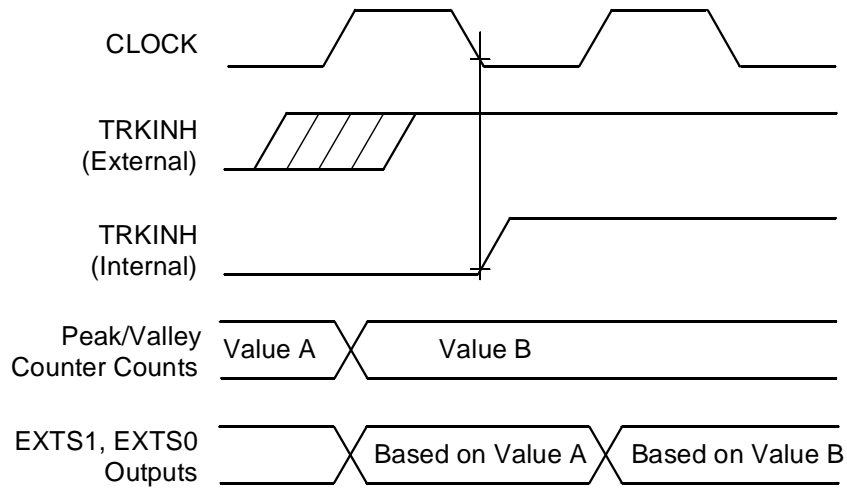 CLOCK
TRKINH
(External)
TRKINH
(Internal)
Peak/Valley
Counter Counts
Value A
Value B
EXTS1, EXTS0
Outputs
Based on Value A
Based on Value B